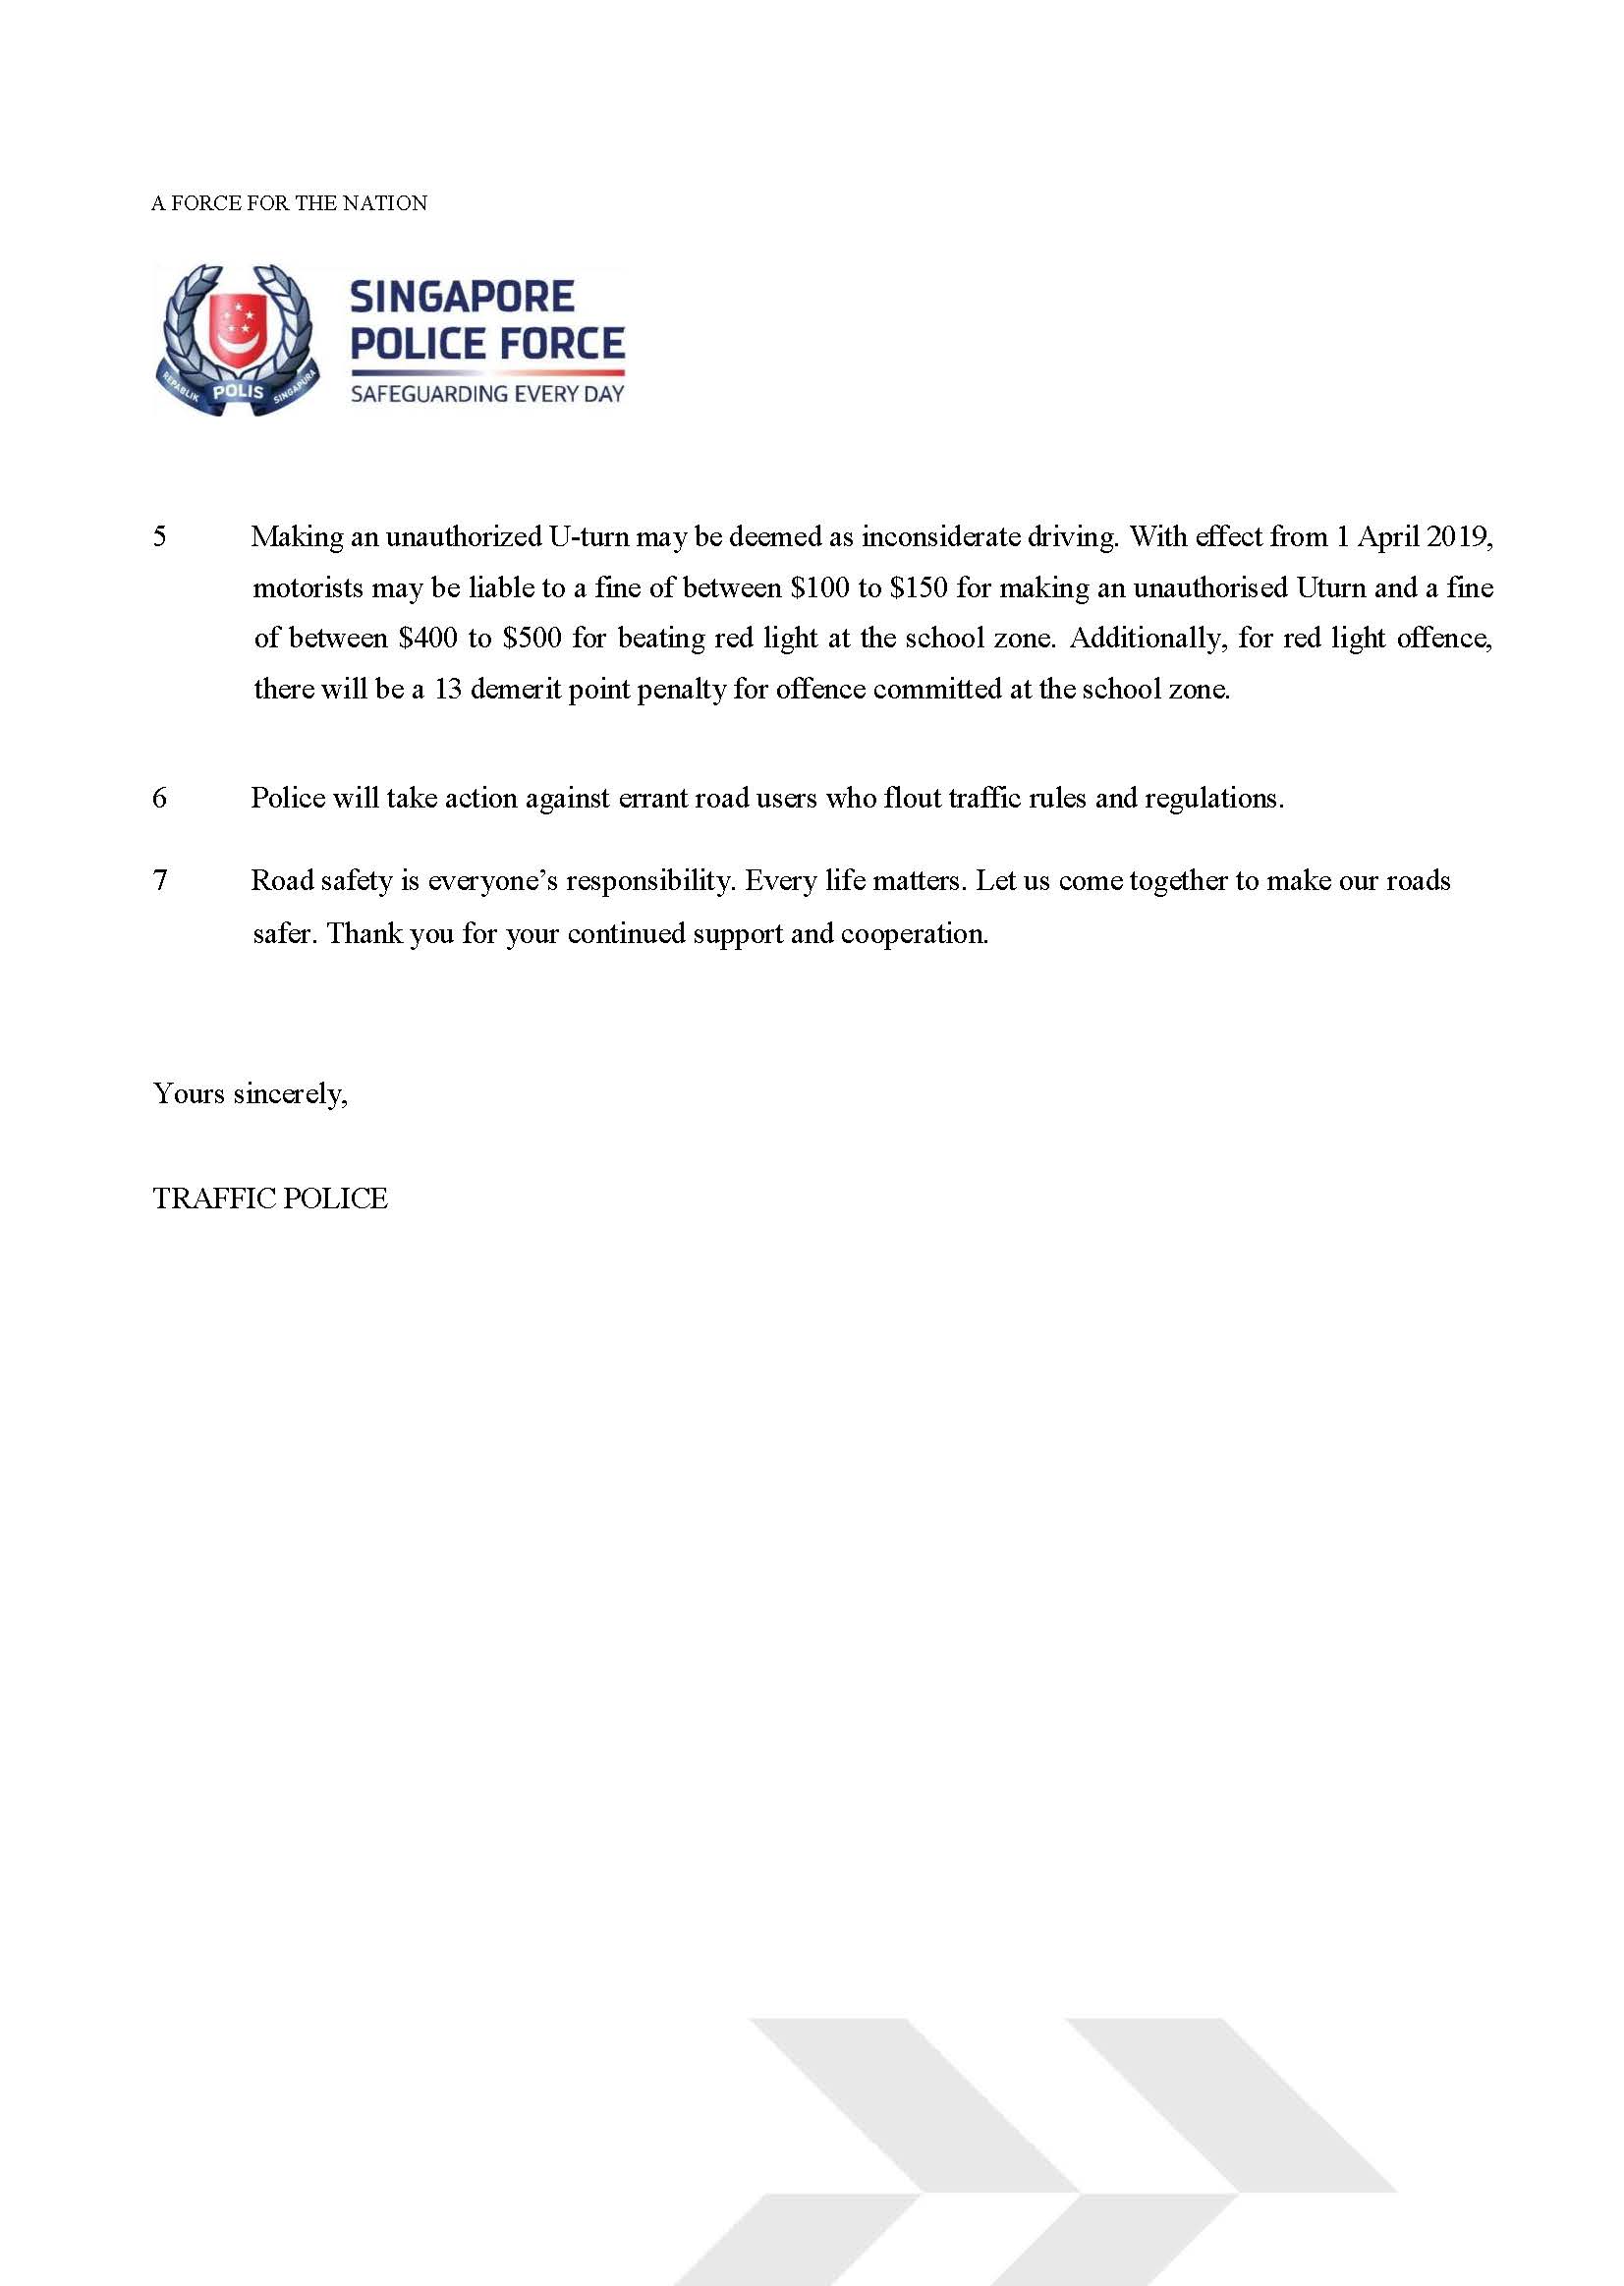 A FORCE FOR THE NATION
SINGAPORE
POLICE FORCE
SAFEGUARDING EVERY DAY
REPABLIK POLIS SINGAPURA
5 Making an unauthorized U-turn may be deemed as inconsiderate driving. With effect from 1 April 2019,
motorists may be liable to a fine of between $100 to $150 for making an unauthorised Uturn and a fine
of between $400 to $500 for beating red light at the school zone. Additionally, for red light offence,
there will be a 13 demerit point penalty for offence committed at the school zone.
6 Police will take action against errant road users who flout traffic rules and regulations.
7 Road safety is everyone’s responsibility. Every life matters. Let us come together to make our roads
safer. Thank you for your continued support and cooperation.
Yours sincerely,
TRAFFIC POLICE